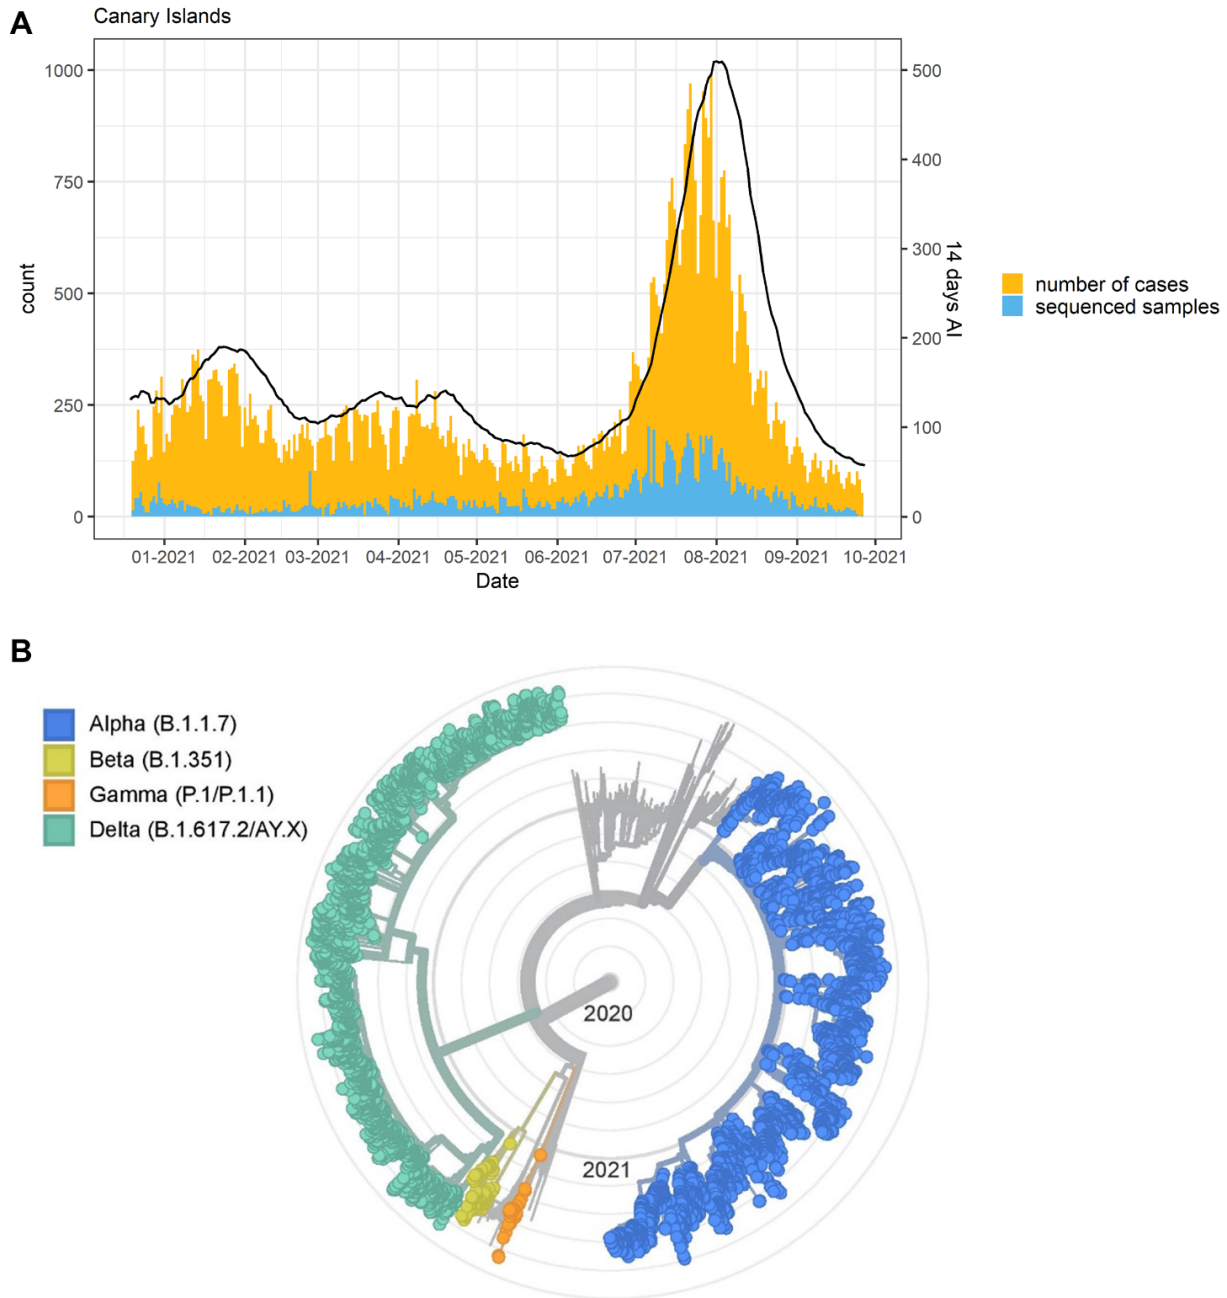 A
Canary Islands
1000
750
500
250
0
count
500
400
300
200
100
0
14 days AI
01-2021 02-2021 03-2021 04-2021 05-2021 06-2021 07-2021 08-2021 09-2021 10-2021
Date
number of cases
sequenced samples
B
Alpha (B.1.1.7)
Beta (B.1.351)
Gamma (P.1/P.1.1)
Delta (B.1.617.2/AY.X)
2020
2021